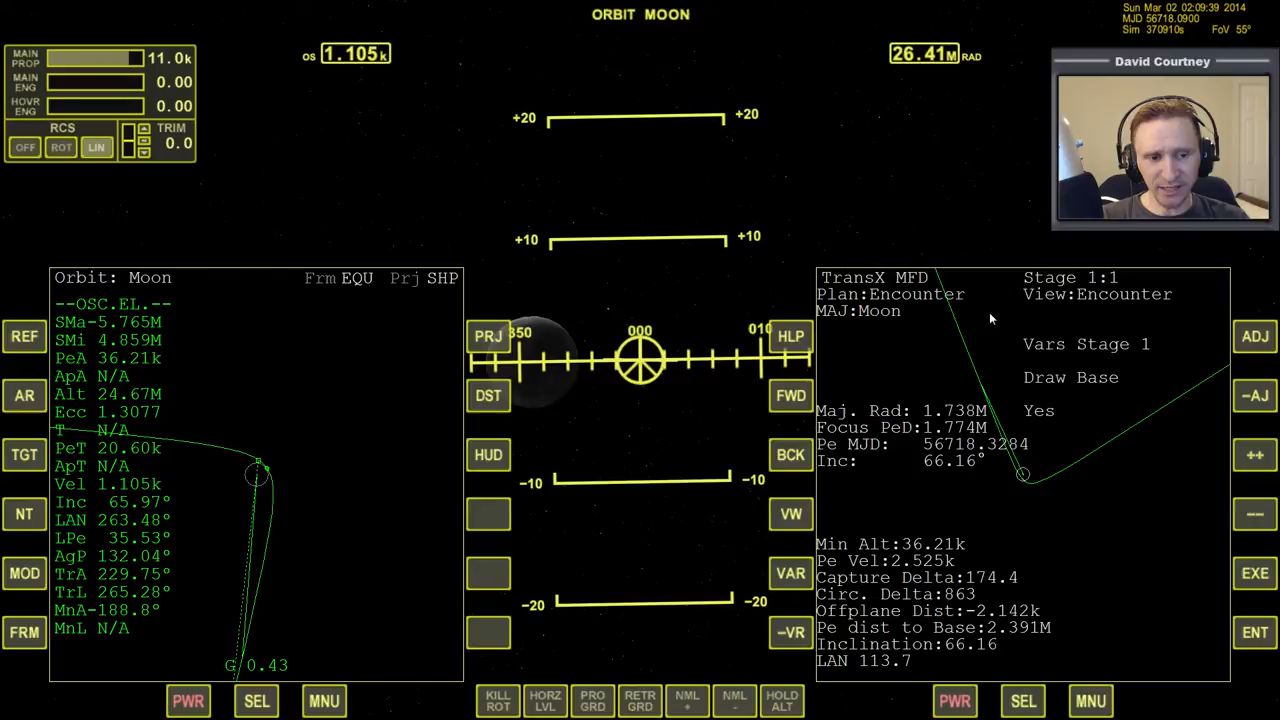 ORBIT MOON
Sun Mar 02 02:09:39 2014
MJD 56718.0900
Sim 370910s FoV 55°
David Courtney
MAIN PROP 11.0k
MAIN ENG 0.00
HOVR ENG 0.00
RCS TRIM
OFF ROT LIN 0.0
OS 1.105k
26.41M RAD
+20 +20
+10 +10
350 000 010
-10 -10
-20 -20
Orbit: Moon Frm EQU Prj SHP
--OSC.EL.--
SMa-5.765M
SMi 4.859M
PeA 36.21k
ApA N/A
Alt 24.67M
Ecc 1.3077
T N/A
PeT 20.60k
ApT N/A
Vel 1.105k
Inc 65.97°
LAN 263.48°
LPe 35.53°
AgP 132.04°
TrA 229.75°
TrL 265.28°
MnA-188.8°
MnL N/A
G 0.43
REF
AR
TGT
NT
MOD
FRM
PRJ
DST
HUD
PWR SEL MNU
KILL ROT
HORZ LVL
PRO GRD
RETR GRD
NML +
NML -
HOLD ALT
HLP
FWD
BCK
VW
VAR
-VR
TransX MFD Stage 1:1
Plan:Encounter View:Encounter
MAJ:Moon
Vars Stage 1
Draw Base
Yes
Maj. Rad: 1.738M
Focus PeD:1.774M
Pe MJD: 56718.3284
Inc: 66.16°
Min Alt:36.21k
Pe Vel:2.525k
Capture Delta:174.4
Circ. Delta:863
Offplane Dist:-2.142k
Pe dist to Base:2.391M
Inclination:66.16
LAN 113.7
ADJ
-AJ
++
--
EXE
ENT
PWR SEL MNU